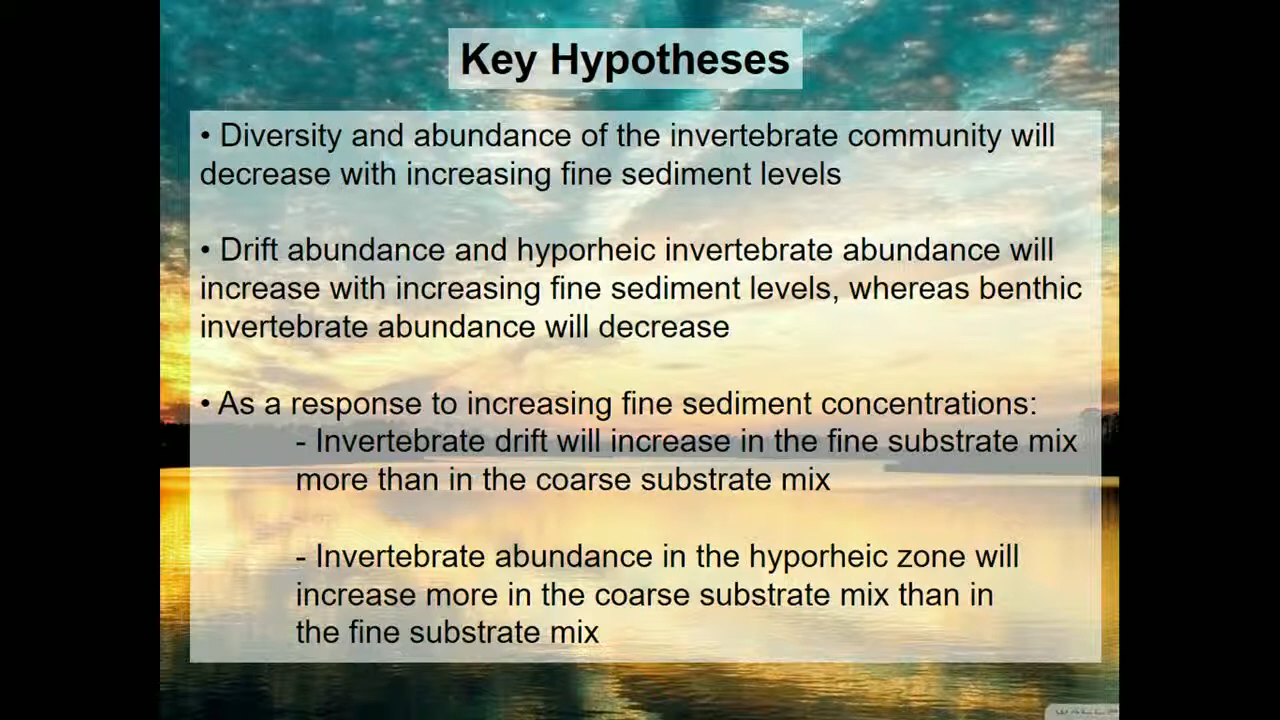 Key Hypotheses
• Diversity and abundance of the invertebrate community will
decrease with increasing fine sediment levels
• Drift abundance and hyporheic invertebrate abundance will
increase with increasing fine sediment levels, whereas benthic
invertebrate abundance will decrease
• As a response to increasing fine sediment concentrations:
- Invertebrate drift will increase in the fine substrate mix
more than in the coarse substrate mix
- Invertebrate abundance in the hyporheic zone will
increase more in the coarse substrate mix than in
the fine substrate mix